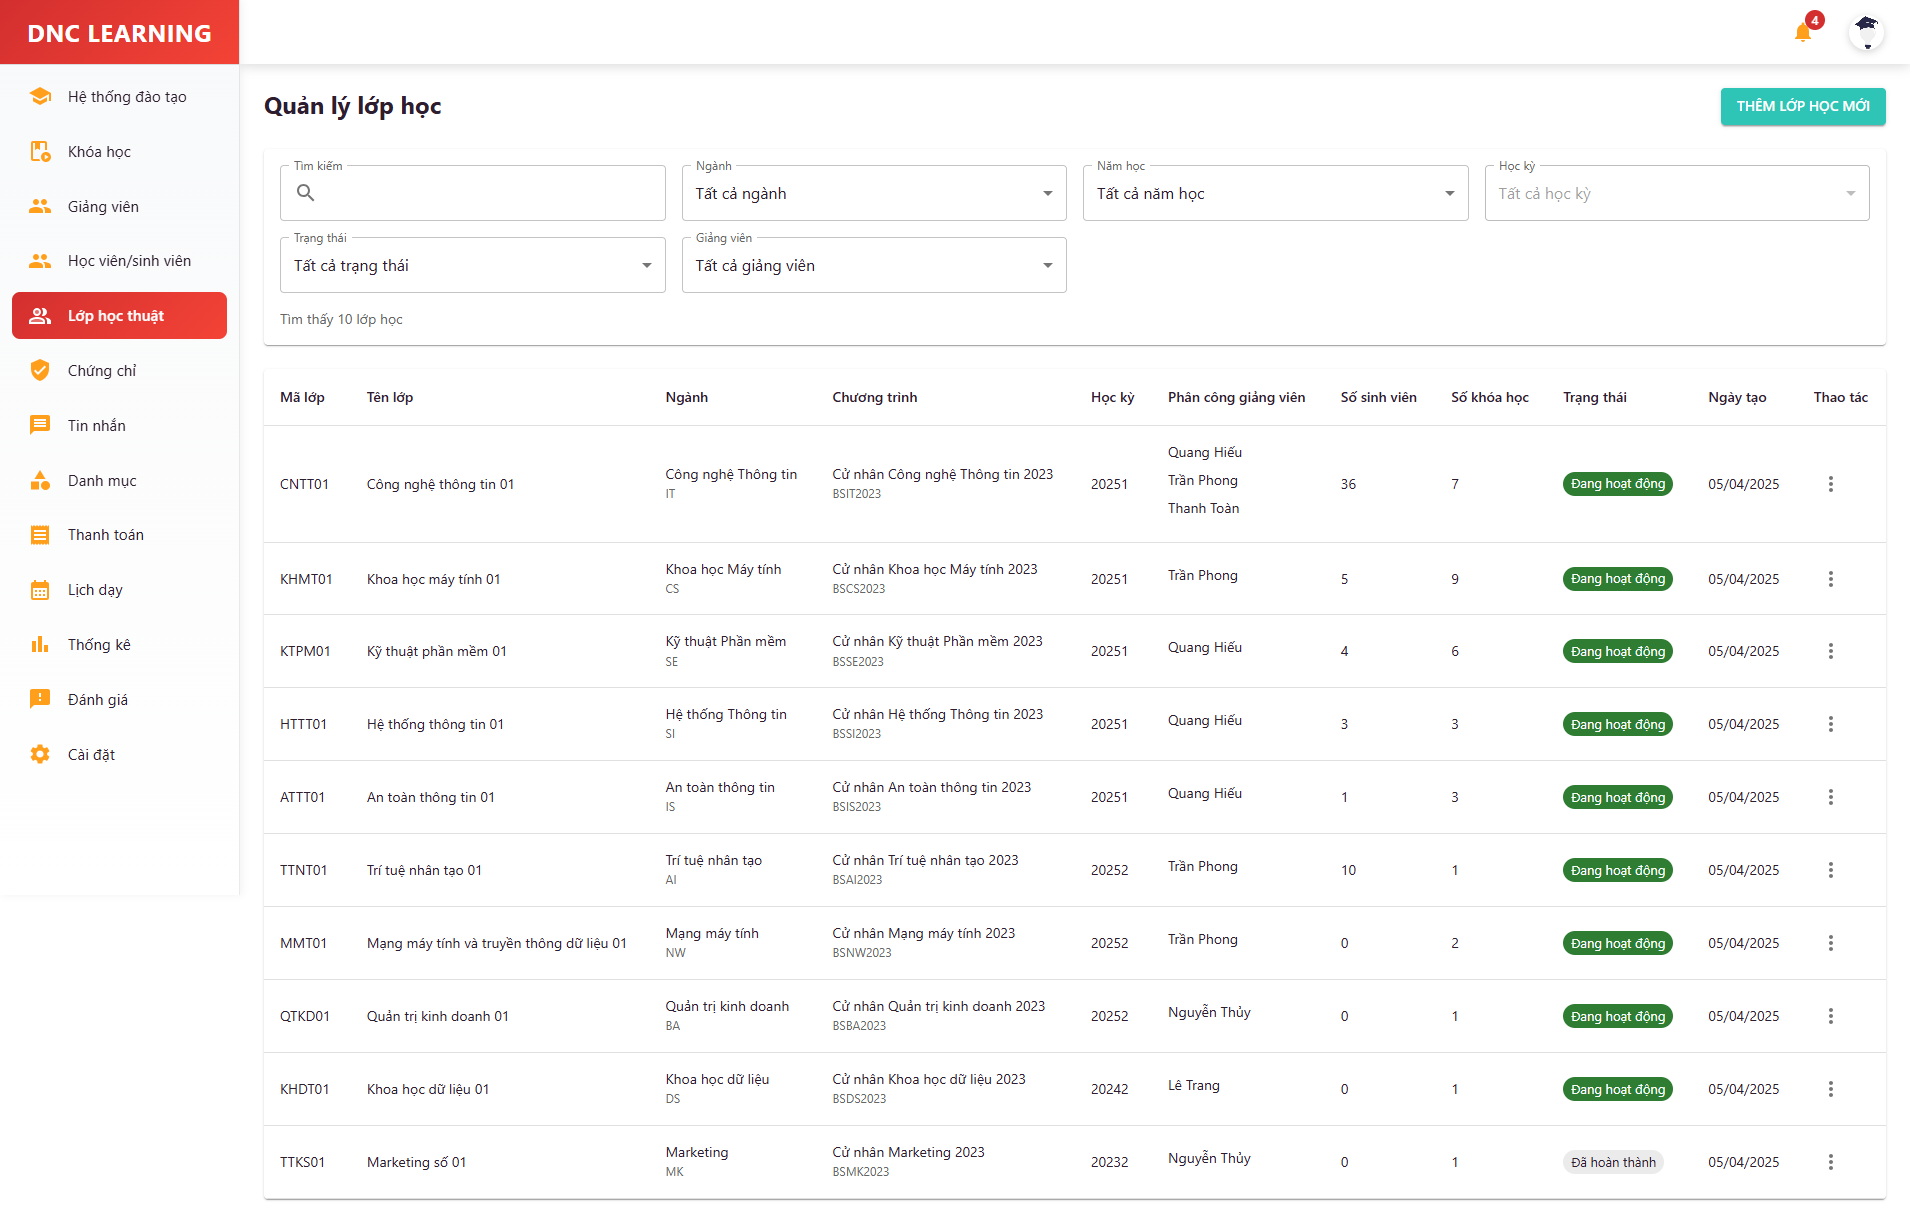 DNC LEARNING
4
Hệ thống đào tạo
Khóa học
Giảng viên
Học viên/sinh viên
Lớp học thuật
Chứng chỉ
Tin nhắn
Danh mục
Thanh toán
Lịch dạy
Thống kê
Đánh giá
Cài đặt
Quản lý lớp học
THÊM LỚP HỌC MỚI
Tìm kiếm
Ngành
Tất cả ngành
Năm học
Tất cả năm học
Học kỳ
Tất cả học kỳ
Trạng thái
Tất cả trạng thái
Giảng viên
Tất cả giảng viên
Tìm thấy 10 lớp học
Mã lớp Tên lớp Ngành Chương trình Học kỳ Phân công giảng viên Số sinh viên Số khóa học Trạng thái Ngày tạo Thao tác
CNTT01 Công nghệ thông tin 01 Công nghệ Thông tin Cử nhân Công nghệ Thông tin 2023 20251 Quang Hiếu 36 7 Đang hoạt động 05/04/2025
IT BSIT2023 Trần Phong
Thanh Toàn
KHMT01 Khoa học máy tính 01 Khoa học Máy tính Cử nhân Khoa học Máy tính 2023 20251 Trần Phong 5 9 Đang hoạt động 05/04/2025
CS BSCS2023
KTPM01 Kỹ thuật phần mềm 01 Kỹ thuật Phần mềm Cử nhân Kỹ thuật Phần mềm 2023 20251 Quang Hiếu 4 6 Đang hoạt động 05/04/2025
SE BSSE2023
HTTT01 Hệ thống thông tin 01 Hệ thống Thông tin Cử nhân Hệ thống Thông tin 2023 20251 Quang Hiếu 3 3 Đang hoạt động 05/04/2025
SI BSSI2023
ATTT01 An toàn thông tin 01 An toàn thông tin Cử nhân An toàn thông tin 2023 20251 Quang Hiếu 1 3 Đang hoạt động 05/04/2025
IS BSIS2023
TTNT01 Trí tuệ nhân tạo 01 Trí tuệ nhân tạo Cử nhân Trí tuệ nhân tạo 2023 20252 Trần Phong 10 1 Đang hoạt động 05/04/2025
AI BSAI2023
MMT01 Mạng máy tính và truyền thông dữ liệu 01 Mạng máy tính Cử nhân Mạng máy tính 2023 20252 Trần Phong 0 2 Đang hoạt động 05/04/2025
NW BSNW2023
QTKD01 Quản trị kinh doanh 01 Quản trị kinh doanh Cử nhân Quản trị kinh doanh 2023 20252 Nguyễn Thủy 0 1 Đang hoạt động 05/04/2025
BA BSBA2023
KHDT01 Khoa học dữ liệu 01 Khoa học dữ liệu Cử nhân Khoa học dữ liệu 2023 20242 Lê Trang 0 1 Đang hoạt động 05/04/2025
DS BSDS2023
TTKS01 Marketing số 01 Marketing Cử nhân Marketing 2023 20232 Nguyễn Thủy 0 1 Đã hoàn thành 05/04/2025
MK BSMK2023